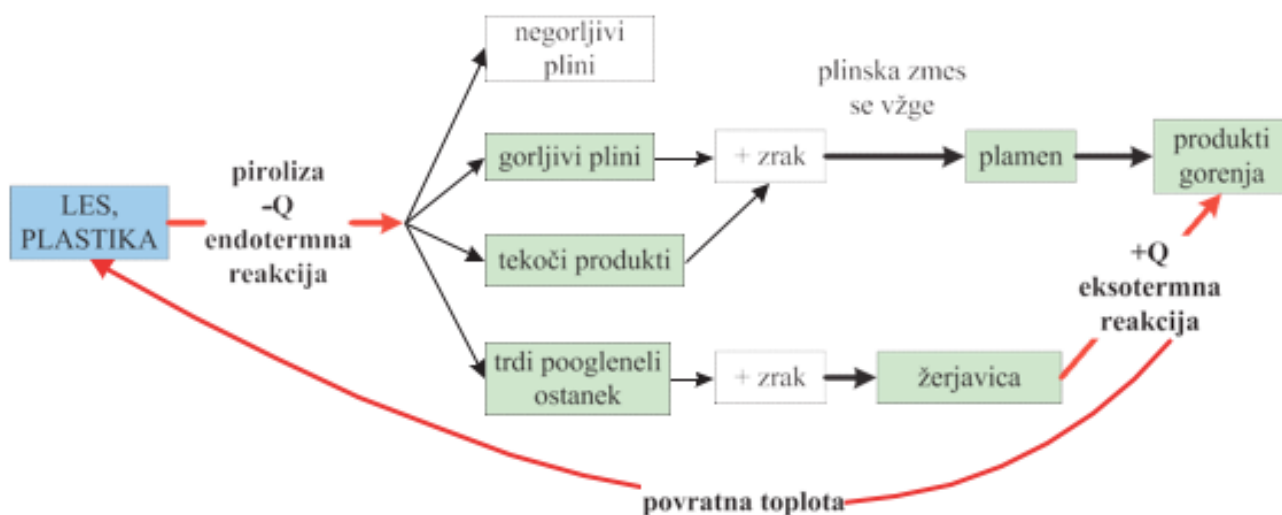 negorljivi
plini
plinska zmes
se vžge
gorljivi plini
+ zrak
plamen
produkti
gorenja
LES,
PLASTIKA
piroliza
-Q
endotermna
reakcija
tekoči produkti
+Q
eksotermna
reakcija
trdi poogleneli
ostanek
+ zrak
žerjavica
povratna toplota